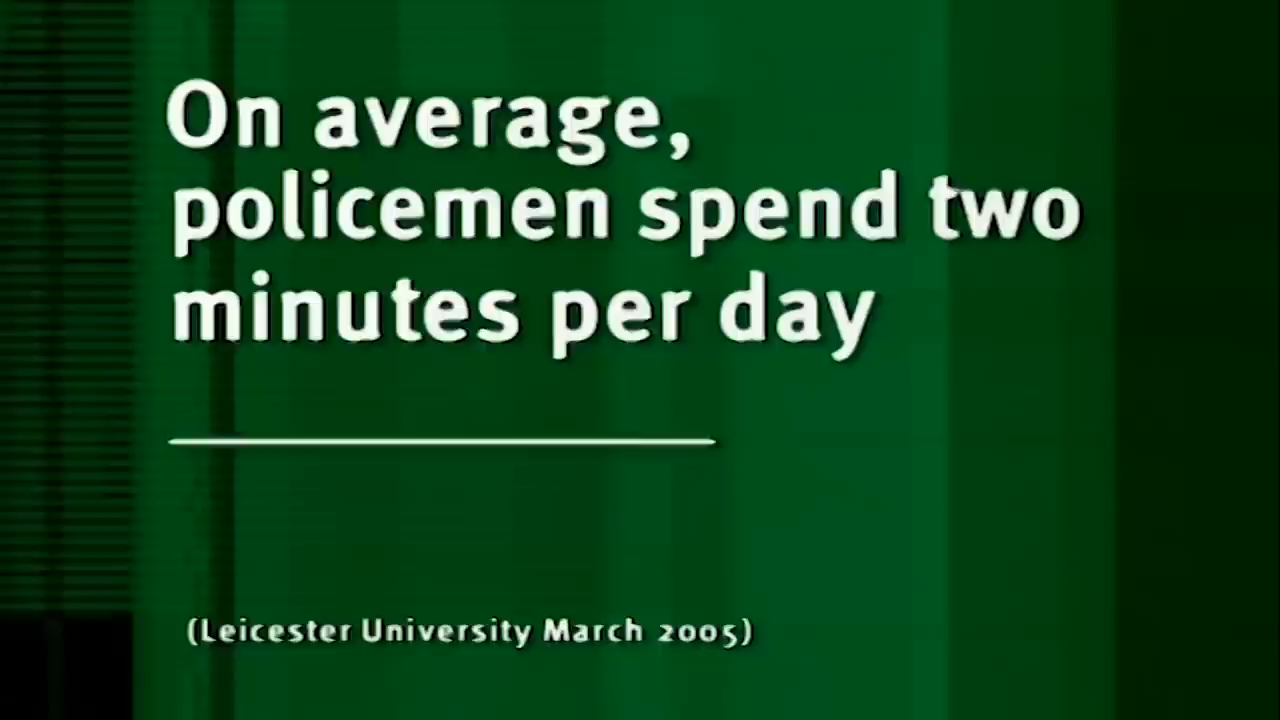 On average,
policemen spend two
minutes per day
(Leicester University March 2005)